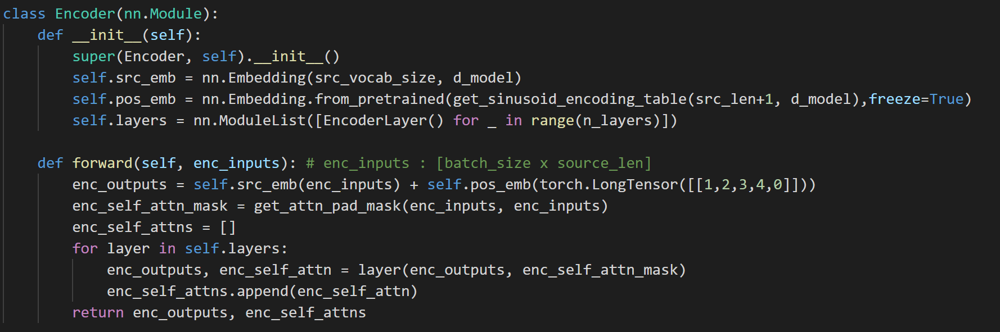 class Encoder(nn.Module):
    def __init__(self):
        super(Encoder, self).__init__()
        self.src_emb = nn.Embedding(src_vocab_size, d_model)
        self.pos_emb = nn.Embedding.from_pretrained(get_sinusoid_encoding_table(src_len+1, d_model),freeze=True)
        self.layers = nn.ModuleList([EncoderLayer() for _ in range(n_layers)])

    def forward(self, enc_inputs): # enc_inputs : [batch_size x source_len]
        enc_outputs = self.src_emb(enc_inputs) + self.pos_emb(torch.LongTensor([[1,2,3,4,0]]))
        enc_self_attn_mask = get_attn_pad_mask(enc_inputs, enc_inputs)
        enc_self_attns = []
        for layer in self.layers:
            enc_outputs, enc_self_attn = layer(enc_outputs, enc_self_attn_mask)
            enc_self_attns.append(enc_self_attn)
        return enc_outputs, enc_self_attns